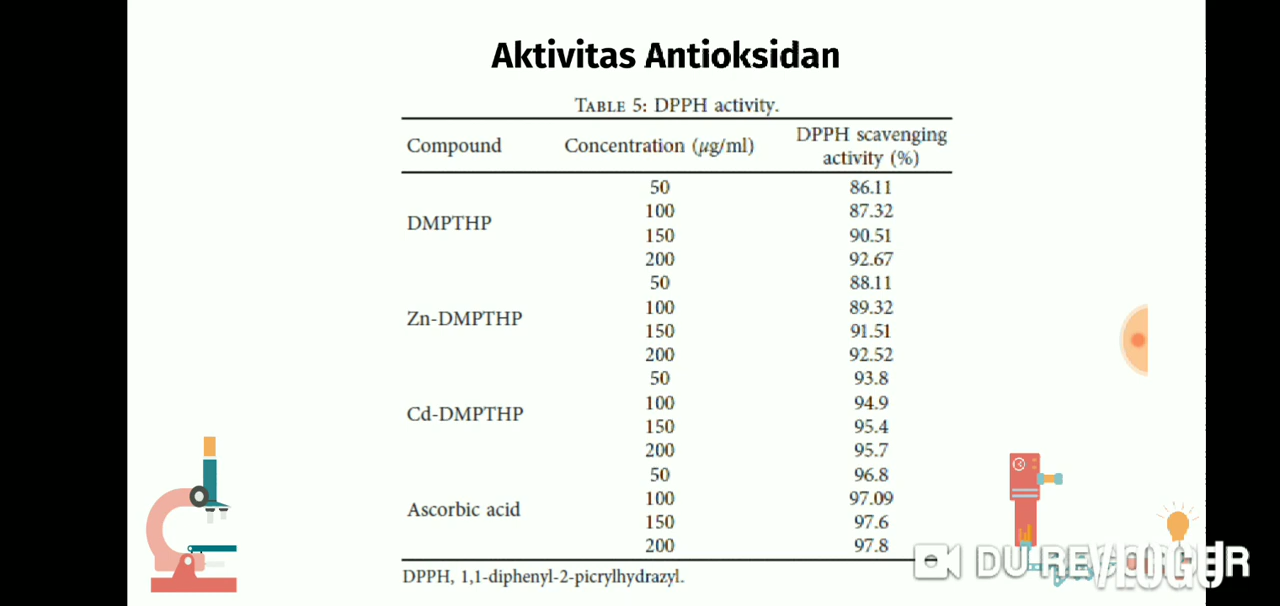 Aktivitas Antioksidan
TABLE 5: DPPH activity.
Compound Concentration (μg/ml) DPPH scavenging activity (%)
DMPTHP
50 86.11
100 87.32
150 90.51
200 92.67
Zn-DMPTHP
50 88.11
100 89.32
150 91.51
200 92.52
Cd-DMPTHP
50 93.8
100 94.9
150 95.4
200 95.7
Ascorbic acid
50 96.8
100 97.09
150 97.6
200 97.8
DPPH, 1,1-diphenyl-2-picrylhydrazyl.
DU RECORDER